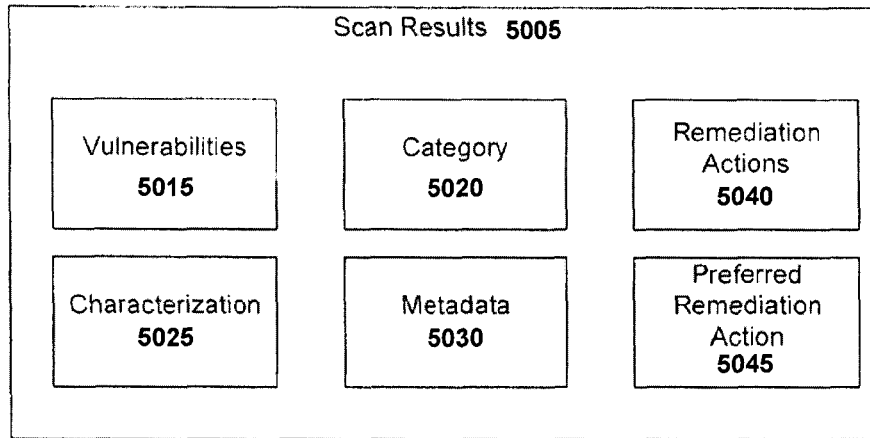 Scan Results 5005
Vulnerabilities
5015
Category
5020
Remediation
Actions
5040
Characterization
5025
Metadata
5030
Preferred
Remediation
Action
5045